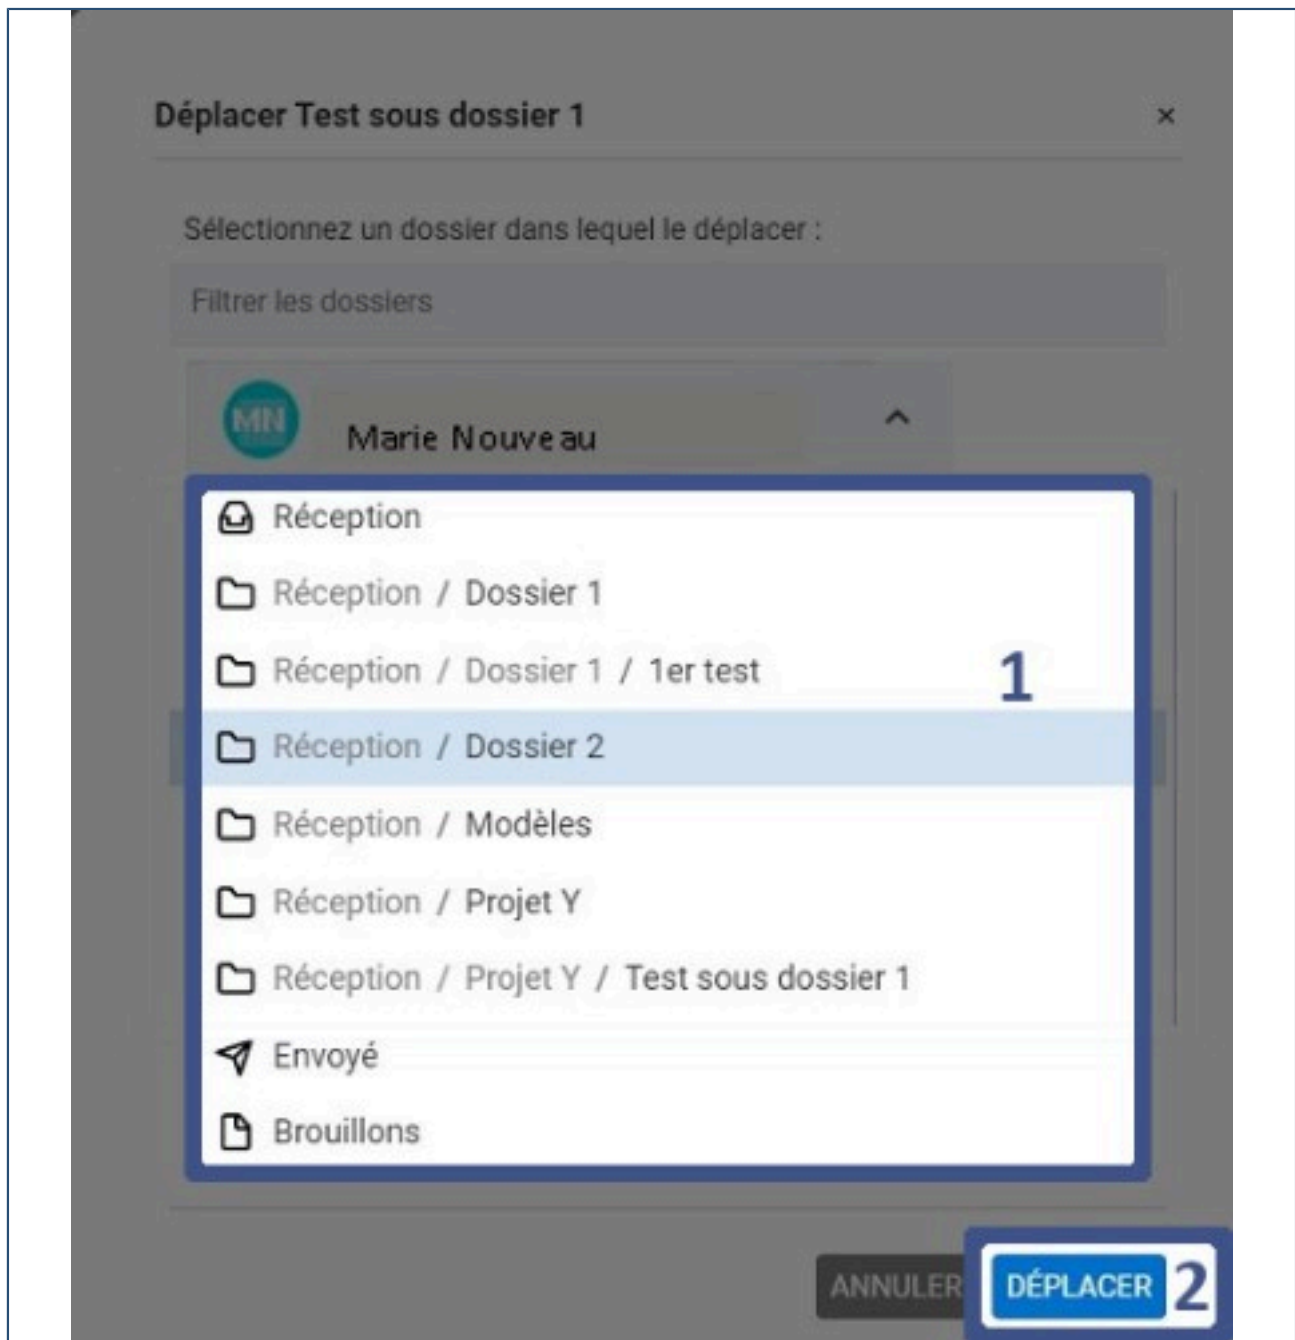 Déplacer Test sous dossier 1 ×
Sélectionnez un dossier dans lequel le déplacer :
Filtrer les dossiers
MN Marie Nouveau
Réception
Réception / Dossier 1
Réception / Dossier 1 / 1er test
1
Réception / Dossier 2
Réception / Modèles
Réception / Projet Y
Réception / Projet Y / Test sous dossier 1
Envoyé
Brouillons
ANNULER DÉPLACER 2